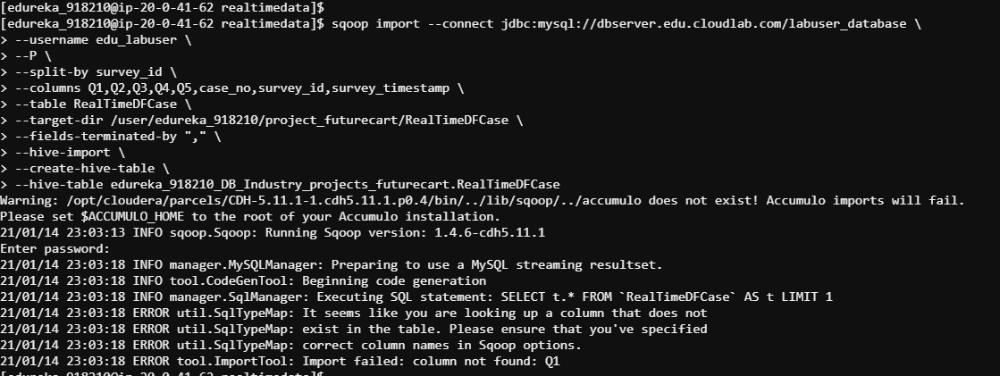 [edureka_918210@ip-20-0-41-62 realtimedata]$
[edureka_918210@ip-20-0-41-62 realtimedata]$ sqoop import --connect jdbc:mysql://dbserver.edu.cloudlab.com/labuser_database \
> --username edu_labuser \
> --P \
> --split-by survey_id \
> --columns Q1,Q2,Q3,Q4,Q5,case_no,survey_id,survey_timestamp \
> --table RealTimeDFCase \
> --target-dir /user/edureka_918210/project_futurecart/RealTimeDFCase \
> --fields-terminated-by "," \
> --hive-import \
> --create-hive-table \
> --hive-table edureka_918210_DB_Industry_projects_futurecart.RealTimeDFCase
Warning: /opt/cloudera/parcels/CDH-5.11.1-1.cdh5.11.1.p0.4/bin/../lib/sqoop/../accumulo does not exist! Accumulo imports will fail.
Please set $ACCUMULO_HOME to the root of your Accumulo installation.
21/01/14 23:03:13 INFO sqoop.Sqoop: Running Sqoop version: 1.4.6-cdh5.11.1
Enter password:
21/01/14 23:03:18 INFO manager.MySQLManager: Preparing to use a MySQL streaming resultset.
21/01/14 23:03:18 INFO tool.CodeGenTool: Beginning code generation
21/01/14 23:03:18 INFO manager.SqlManager: Executing SQL statement: SELECT t.* FROM `RealTimeDFCase` AS t LIMIT 1
21/01/14 23:03:18 ERROR util.SqlTypeMap: It seems like you are looking up a column that does not
21/01/14 23:03:18 ERROR util.SqlTypeMap: exist in the table. Please ensure that you've specified
21/01/14 23:03:18 ERROR util.SqlTypeMap: correct column names in Sqoop options.
21/01/14 23:03:18 ERROR tool.ImportTool: Import failed: column not found: Q1
[edureka_918210@ip-20-0-41-62 realtimedata]$